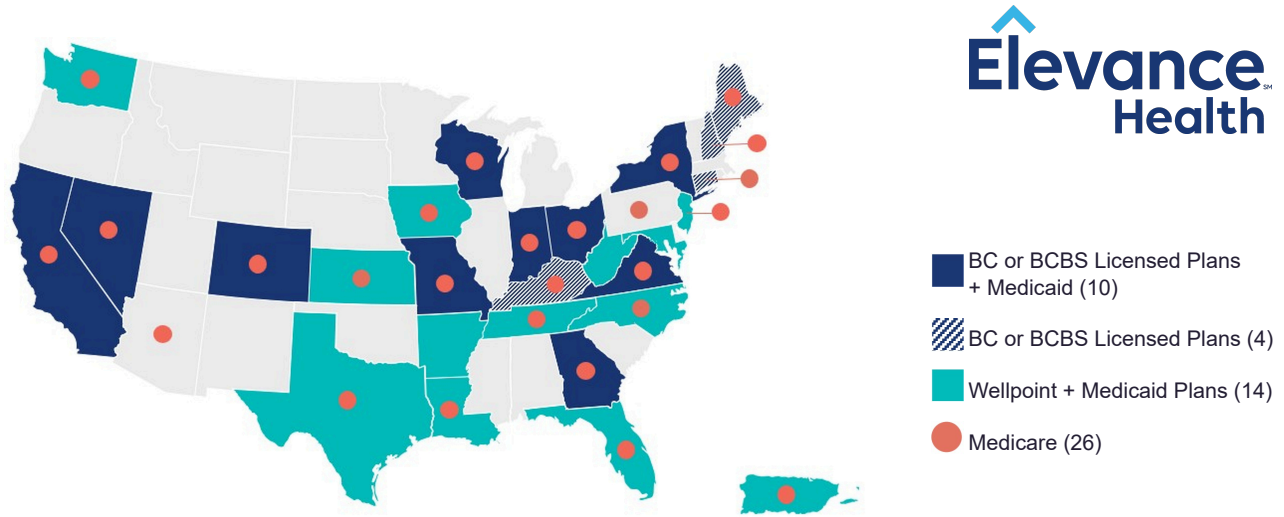 Elevance
SM
Health
BC or BCBS Licensed Plans
+ Medicaid (10)
BC or BCBS Licensed Plans (4)
Wellpoint + Medicaid Plans (14)
Medicare (26)